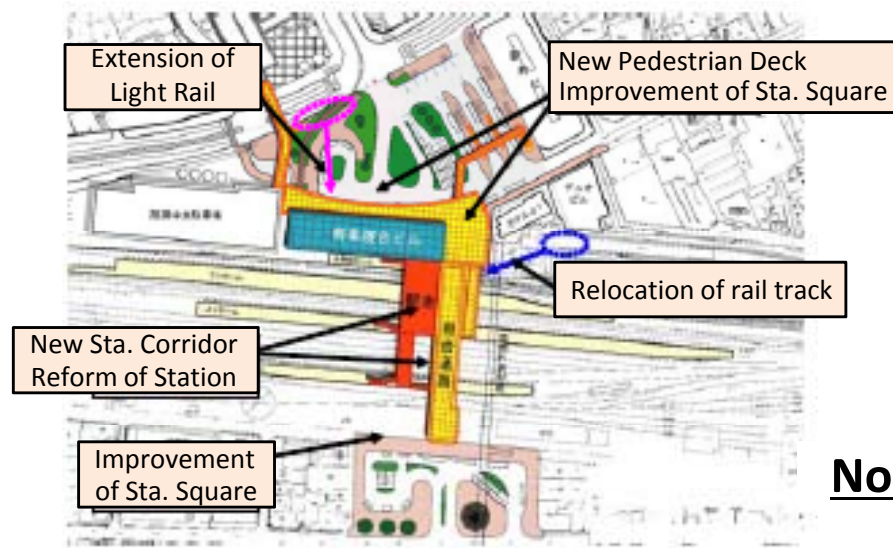 Extension of
Light Rail
New Pedestrian Deck
Improvement of Sta. Square
Relocation of rail track
New Sta. Corridor
Reform of Station
Improvement
of Sta. Square
No